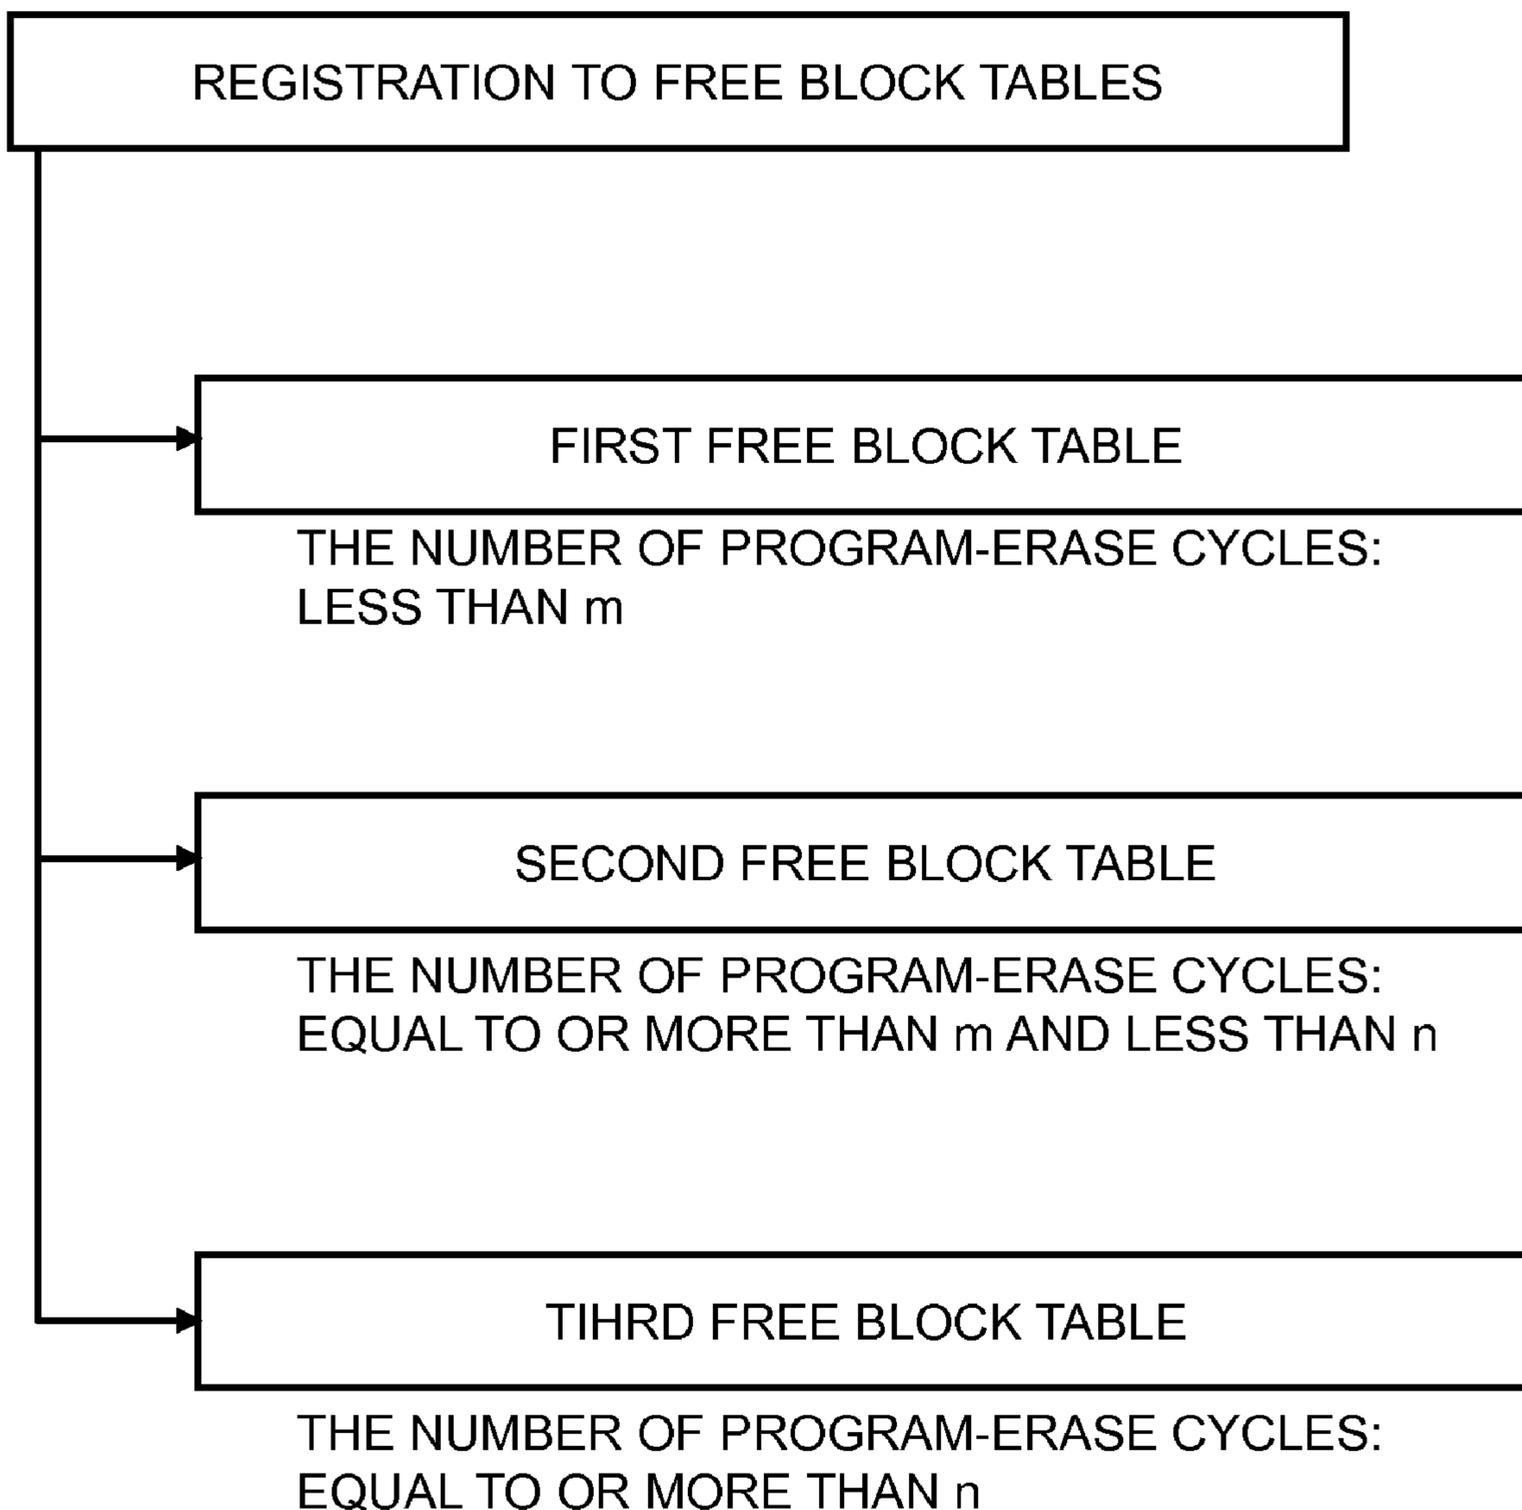 REGISTRATION TO FREE BLOCK TABLES
FIRST FREE BLOCK TABLE
THE NUMBER OF PROGRAM-ERASE CYCLES:
LESS THAN m
SECOND FREE BLOCK TABLE
THE NUMBER OF PROGRAM-ERASE CYCLES:
EQUAL TO OR MORE THAN m AND LESS THAN n
TIHRD FREE BLOCK TABLE
THE NUMBER OF PROGRAM-ERASE CYCLES:
EQUAL TO OR MORE THAN n